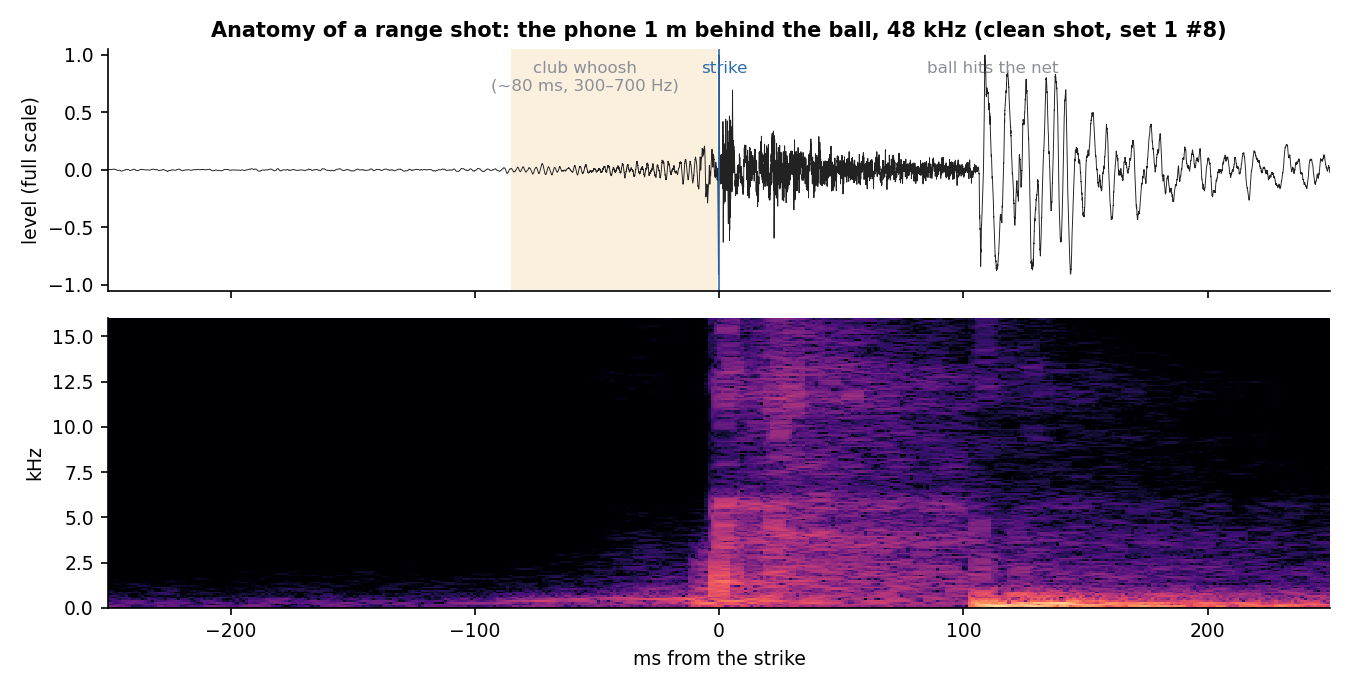 Anatomy of a range shot: the phone 1 m behind the ball, 48 kHz (clean shot, set 1 #8)
club whoosh
(~80 ms, 300–700 Hz)
strike
ball hits the net
level (full scale)
1.0
0.5
0.0
−0.5
−1.0
kHz
15.0
12.5
10.0
7.5
5.0
2.5
0.0
−200
−100
0
100
200
ms from the strike